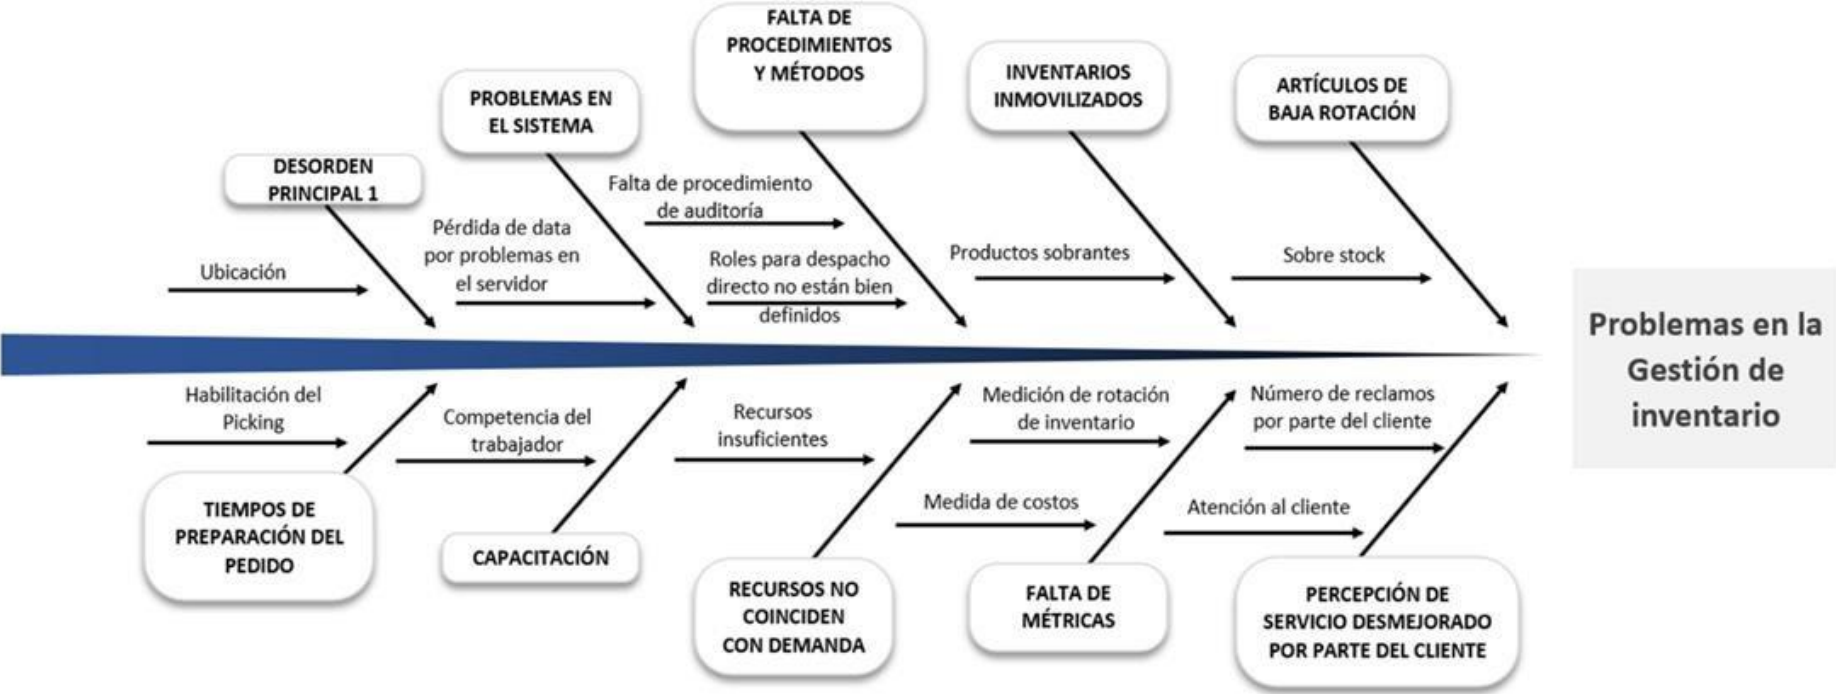 FALTA DE
PROCEDIMIENTOS
Y MÉTODOS
INVENTARIOS
INMOVILIZADOS
ARTÍCULOS DE
BAJA ROTACIÓN
PROBLEMAS EN
EL SISTEMA
DESORDEN
PRINCIPAL 1
Falta de procedimiento
de auditoría
Pérdida de data
por problemas en
el servidor
Ubicación
Roles para despacho
directo no están bien
definidos
Productos sobrantes
Sobre stock
Problemas en la
Gestión de
inventario
Habilitación del
Picking
Competencia del
trabajador
Recursos
insuficientes
Medición de rotación
de inventario
Número de reclamos
por parte del cliente
Medida de costos
Atención al cliente
TIEMPOS DE
PREPARACIÓN DEL
PEDIDO
CAPACITACIÓN
RECURSOS NO
COINCIDEN
CON DEMANDA
FALTA DE
MÉTRICAS
PERCEPCIÓN DE
SERVICIO DESMEJORADO
POR PARTE DEL CLIENTE